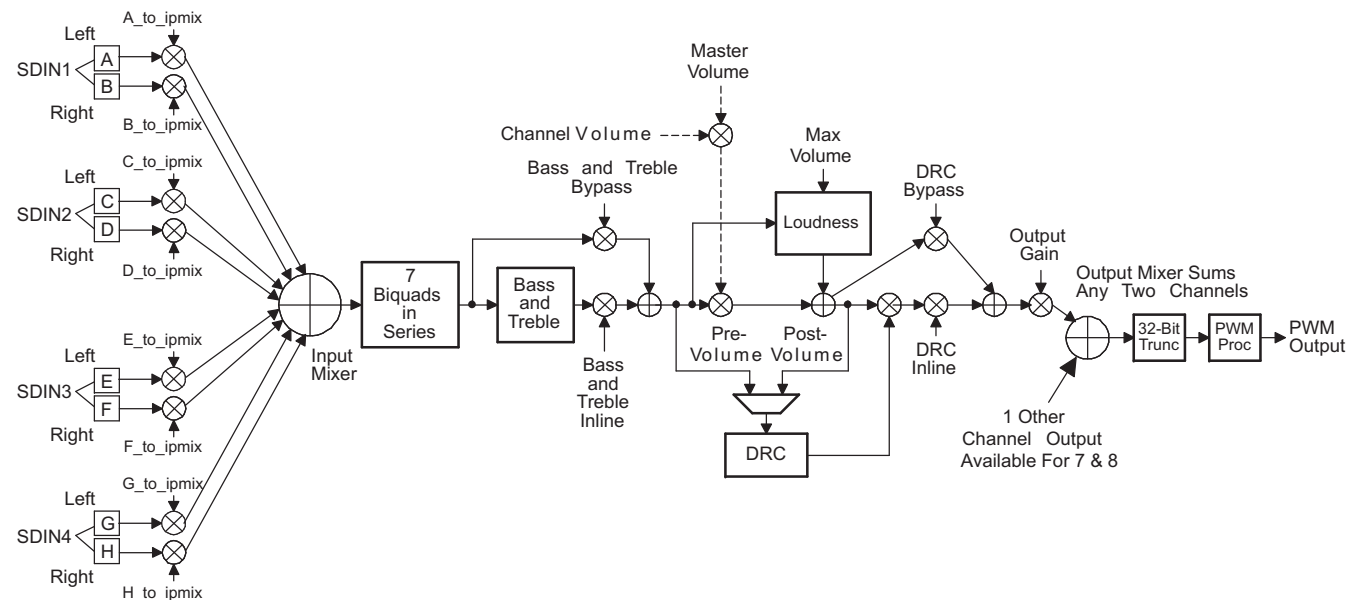 A_to_ipmix
Left
A
SDIN1
B
Right
B_to_ipmix
C_to_ipmix
Left
C
SDIN2
D
Right
D_to_ipmix
E_to_ipmix
Left
E
SDIN3
F
Right
F_to_ipmix
G_to_ipmix
Left
G
SDIN4
H
Right
H_to_ipmix
Input
Mixer
7
Biquads
in
Series
Bass and Treble
Bypass
Bass
and
Treble
Bass
and
Treble
Inline
Master
Volume
Channel Volume
Max
Volume
Loudness
Pre-
Volume
Post-
Volume
DRC
DRC
Bypass
DRC
Inline
Output
Gain
Output Mixer Sums
Any Two Channels
1 Other
Channel Output
Available For 7 & 8
32-Bit
Trunc
PWM
Proc
PWM
Output